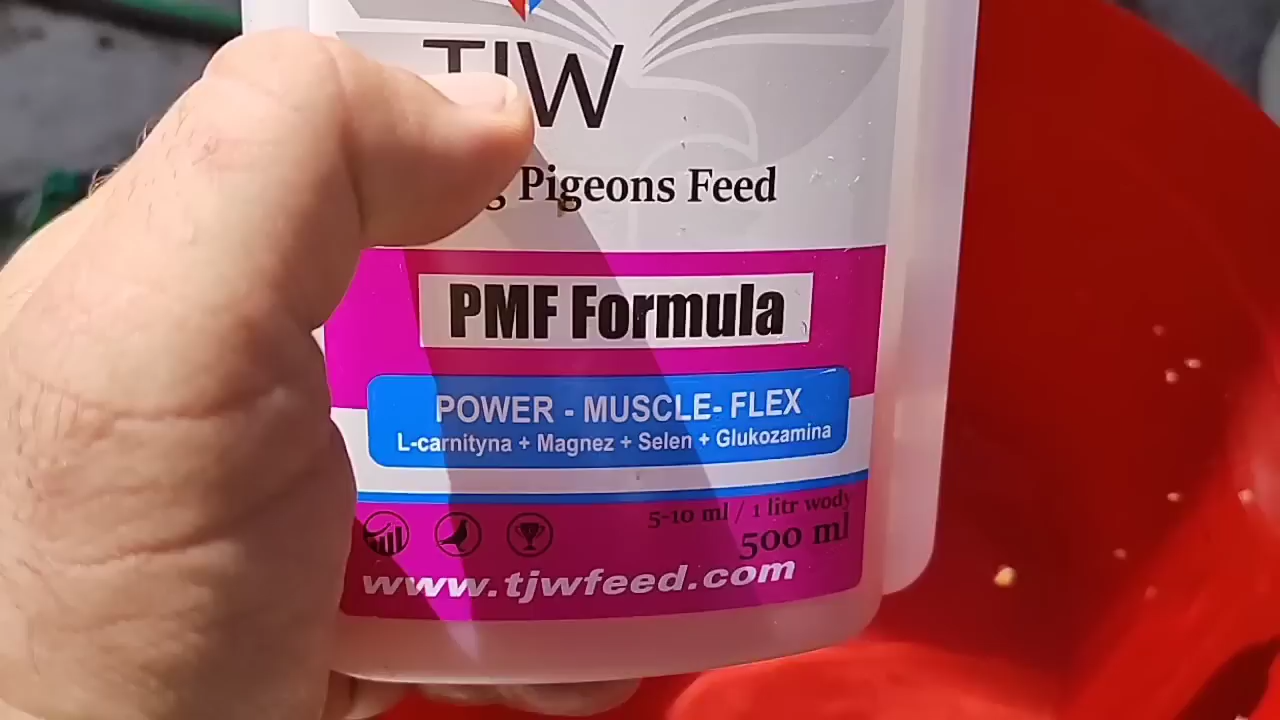 TJW
Pigeons Feed
PMF Formula
POWER - MUSCLE- FLEX
L-carnityna + Magnez + Selen + Glukozamina
5-10 ml / 1 litr wody
500 ml
www.tjwfeed.com